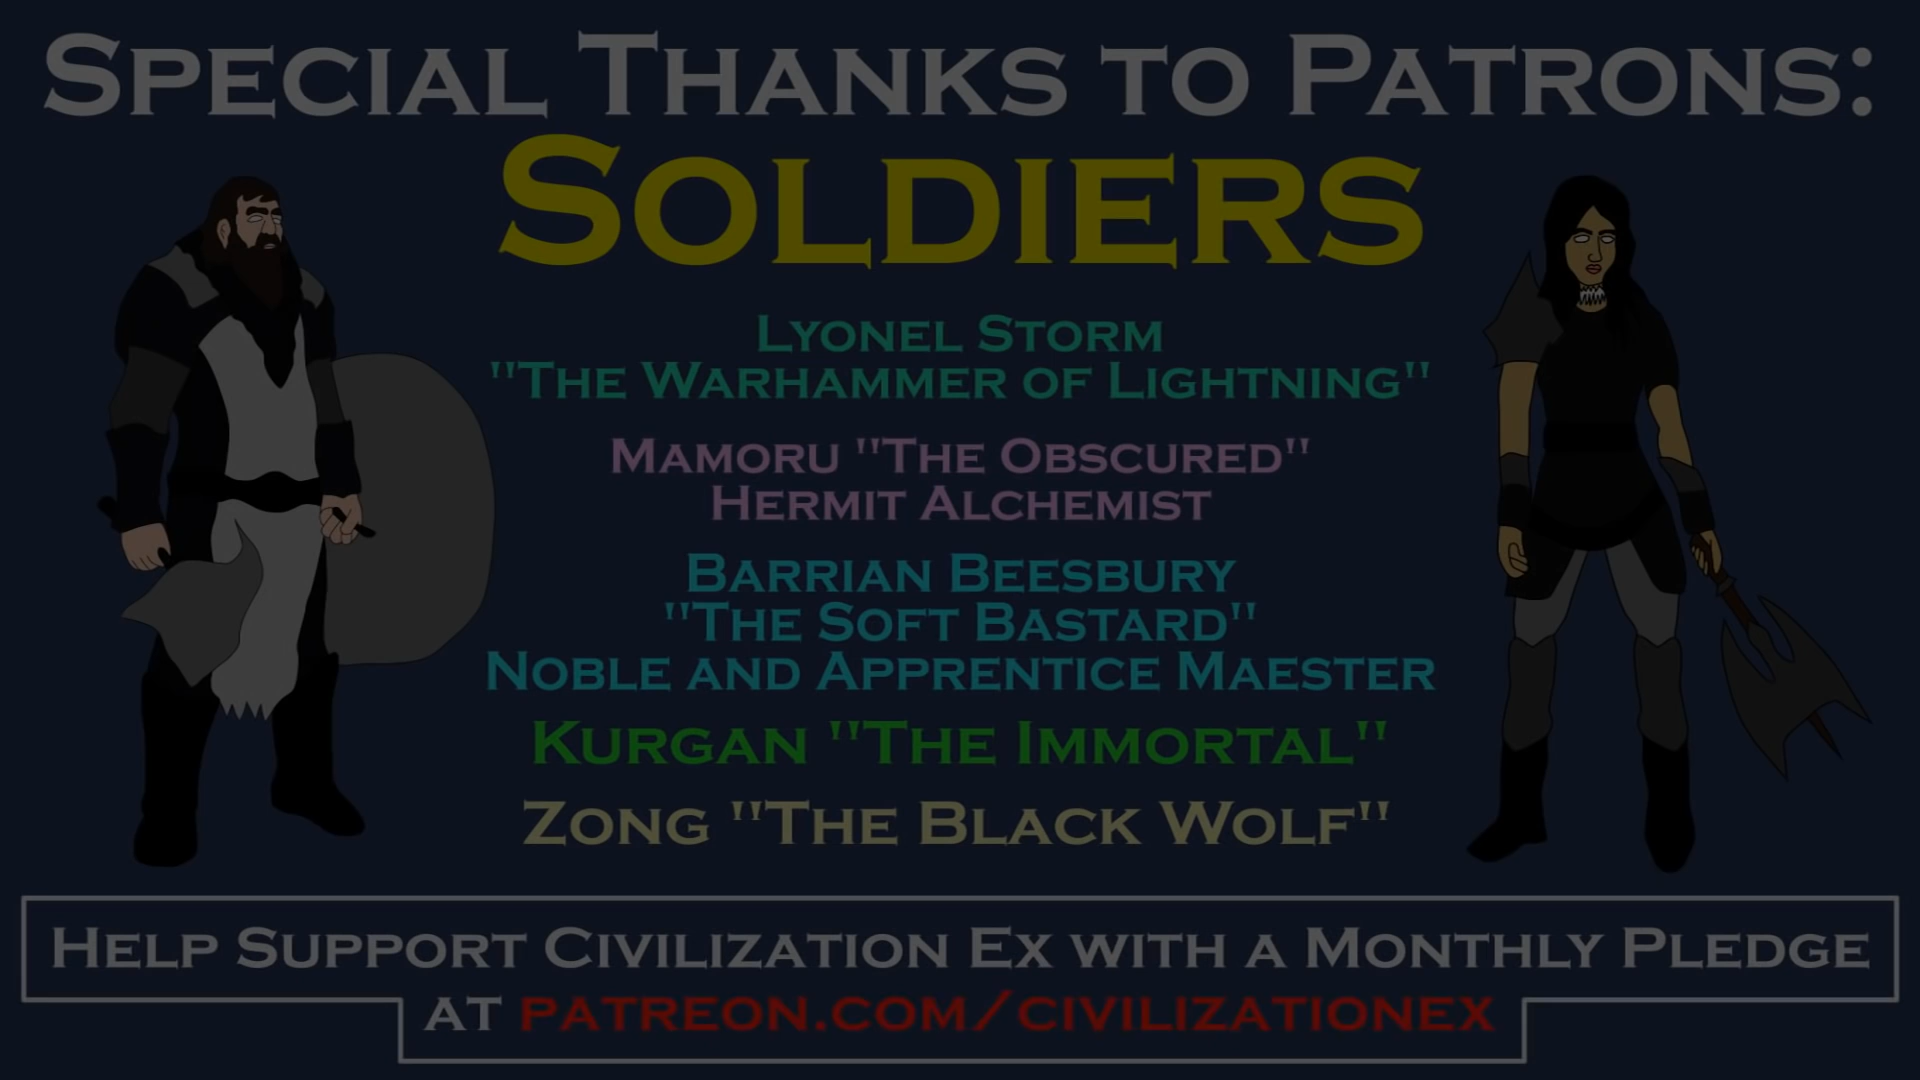 Special Thanks to Patrons:
Soldiers
Lyonel Storm
"The Warhammer of Lightning"
Mamoru "The Obscured"
Hermit Alchemist
Barrian Beesbury
"The Soft Bastard"
Noble and Apprentice Maester
Kurgan "The Immortal"
Zong "The Black Wolf"
Help Support Civilization Ex with a Monthly Pledge
at patreon.com/civilizationex